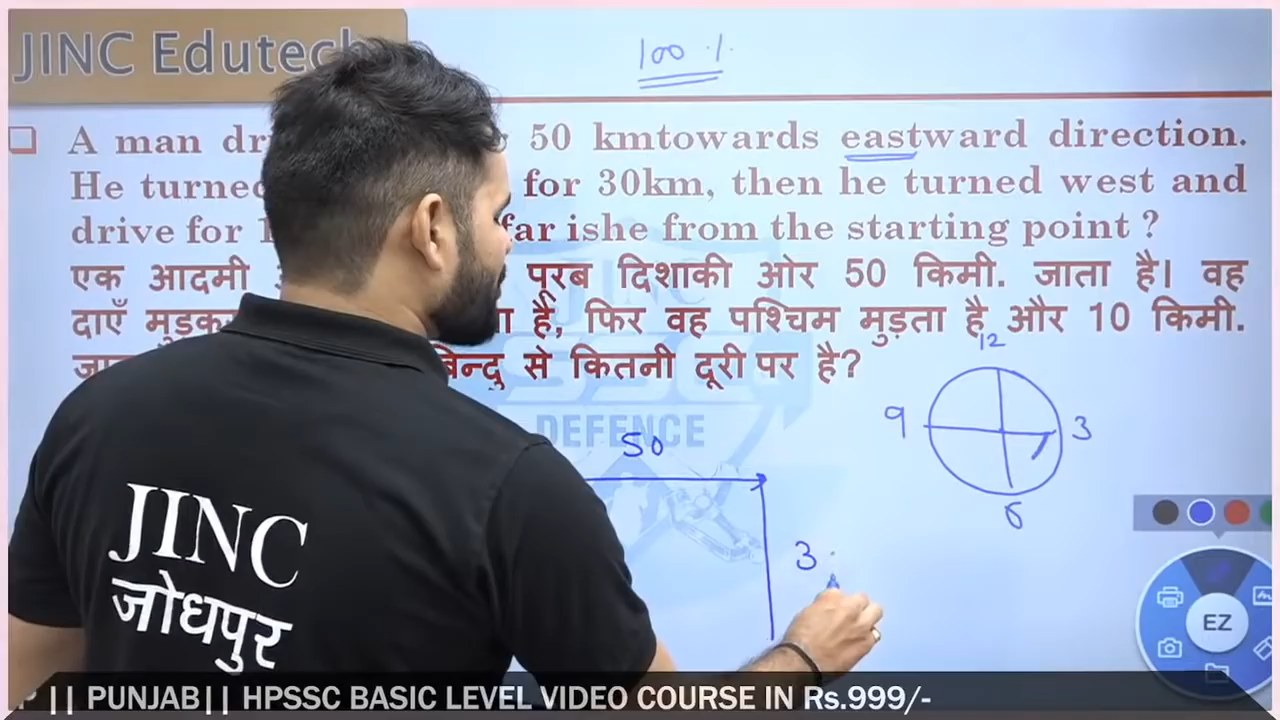 JINC Edutech
100 %
A man 50 kmtowards eastward direction.
He turned for 30km, then he turned west and
drive for far ishe from the starting point ?
एक आदमी पूरब दिशाकी ओर 50 किमी. जाता है। वह
दाएँ है, फिर वह पश्चिम मुड़ता है और 10 किमी.
से कितनी दूरी पर है?
12
9
3
6
DEFENCE
50
3
EZ
JINC
जोधपुर
|| PUNJAB|| HPSSC BASIC LEVEL VIDEO COURSE IN Rs.999/-